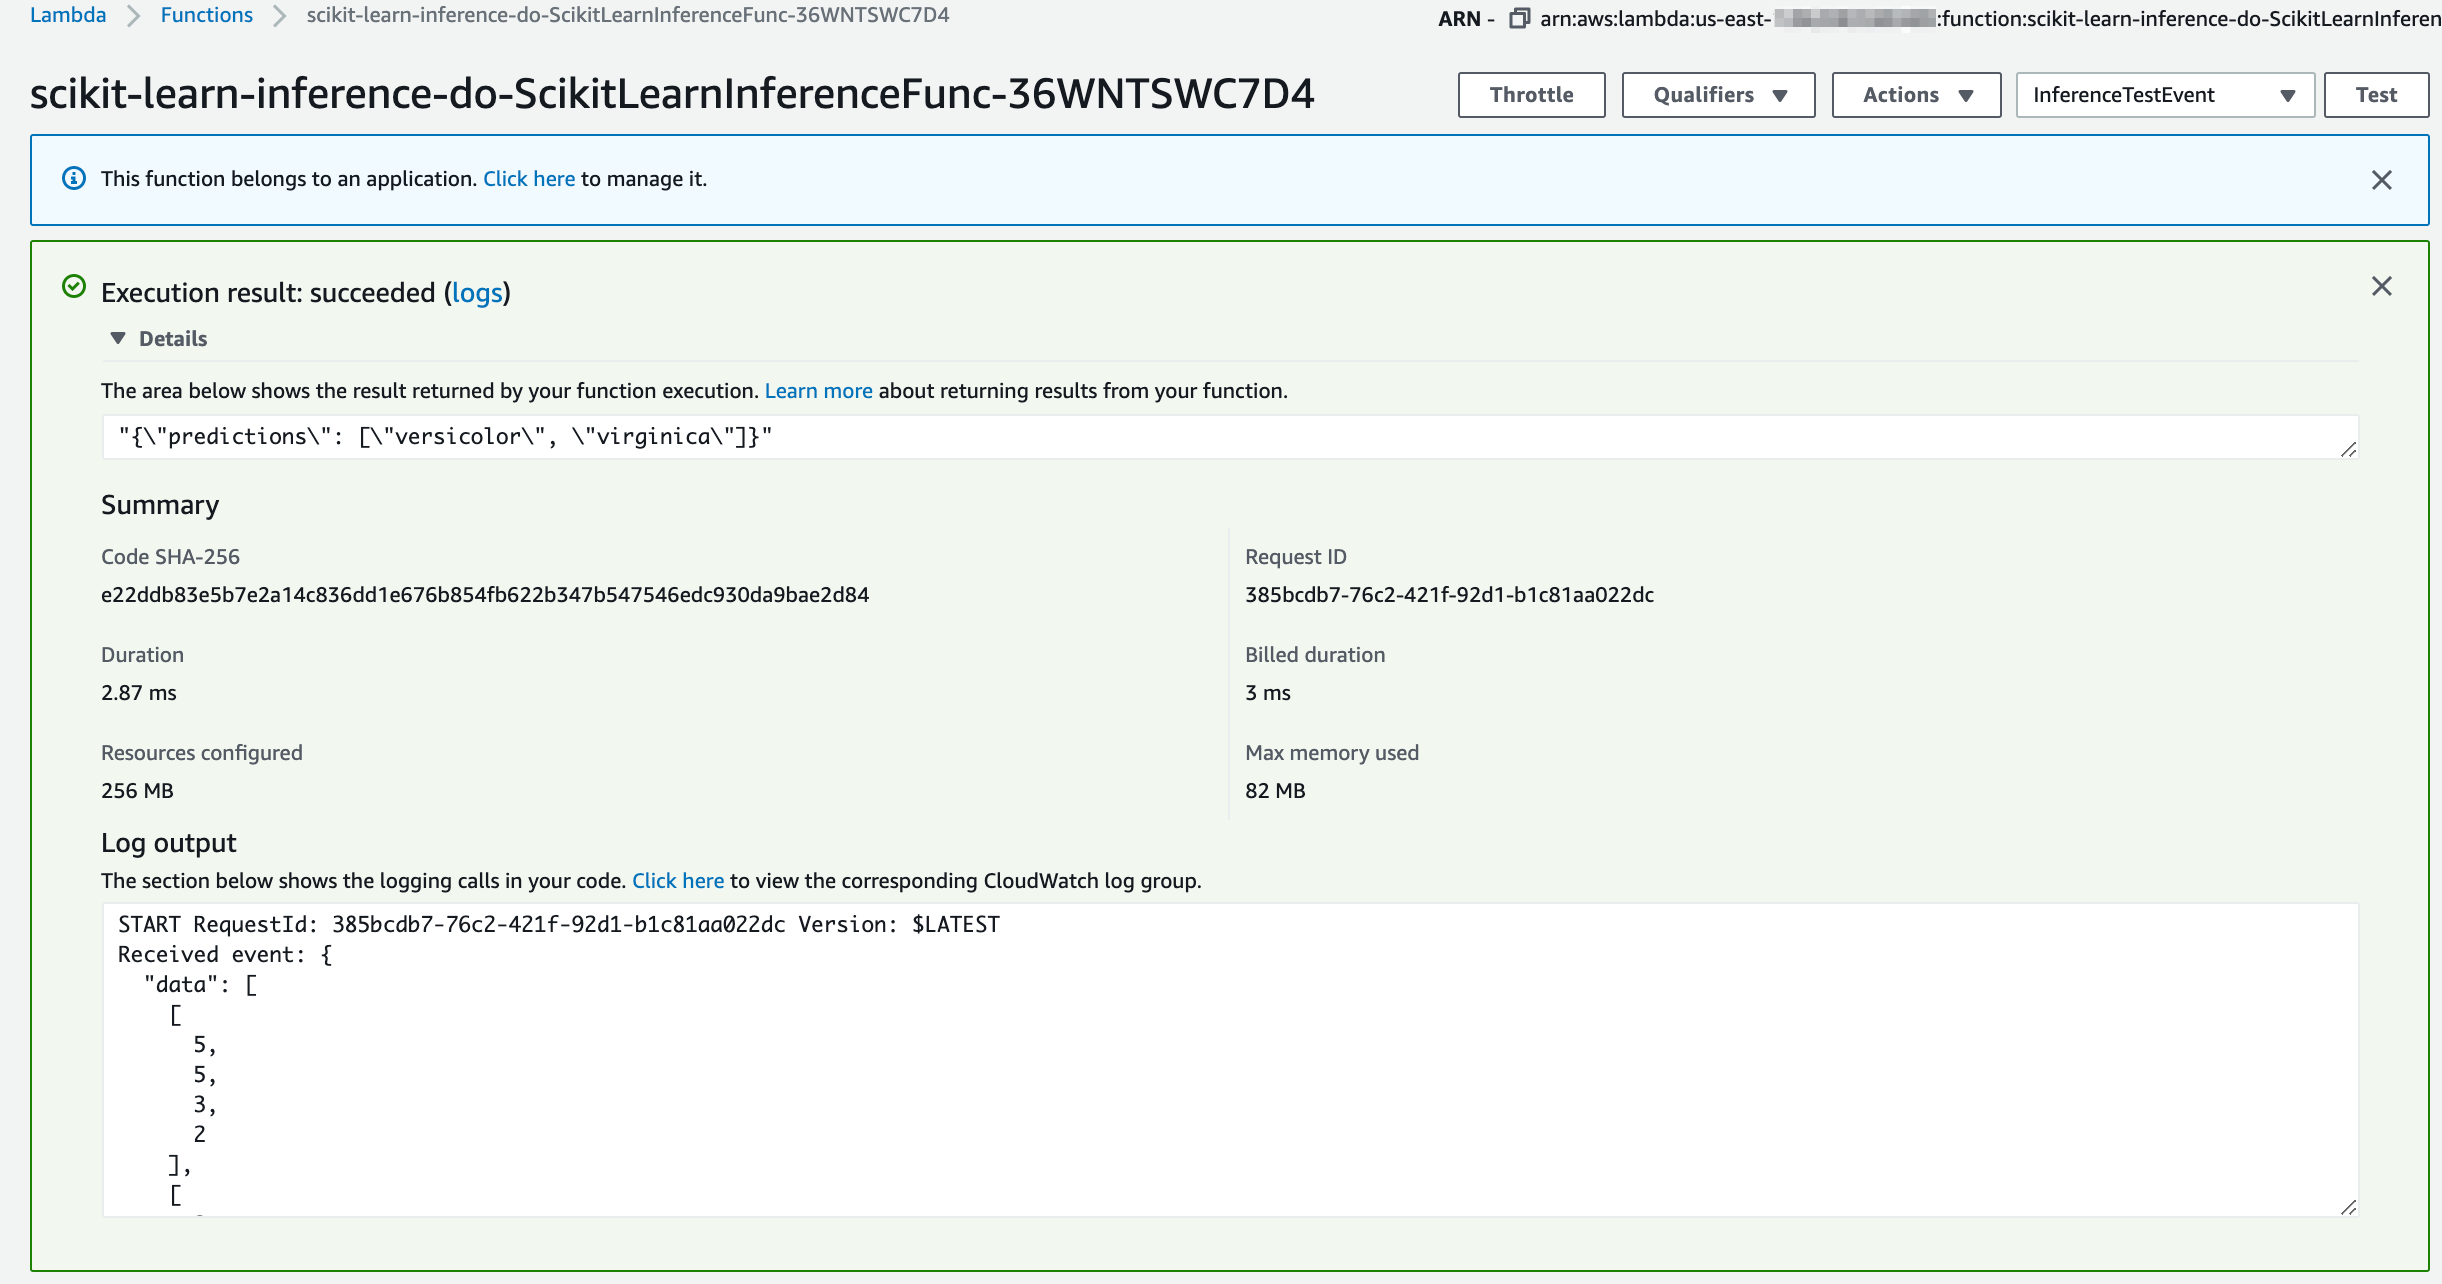 Lambda > Functions > scikit-learn-inference-do-ScikitLearnInferenceFunc-36WNTSWC7D4
ARN - arn:aws:lambda:us-east- :function:scikit-learn-inference-do-ScikitLearnInferen
scikit-learn-inference-do-ScikitLearnInferenceFunc-36WNTSWC7D4
Throttle
Qualifiers
Actions
InferenceTestEvent
Test
This function belongs to an application. Click here to manage it.
Execution result: succeeded (logs)
Details
The area below shows the result returned by your function execution. Learn more about returning results from your function.
"{\"predictions\": [\"versicolor\", \"virginica\"]}"
Summary
Code SHA-256
e22ddb83e5b7e2a14c836dd1e676b854fb622b347b547546edc930da9bae2d84
Request ID
385bcdb7-76c2-421f-92d1-b1c81aa022dc
Duration
2.87 ms
Billed duration
3 ms
Resources configured
256 MB
Max memory used
82 MB
Log output
The section below shows the logging calls in your code. Click here to view the corresponding CloudWatch log group.
START RequestId: 385bcdb7-76c2-421f-92d1-b1c81aa022dc Version: $LATEST
Received event: {
"data": [
[
5,
5,
3,
2
],
[